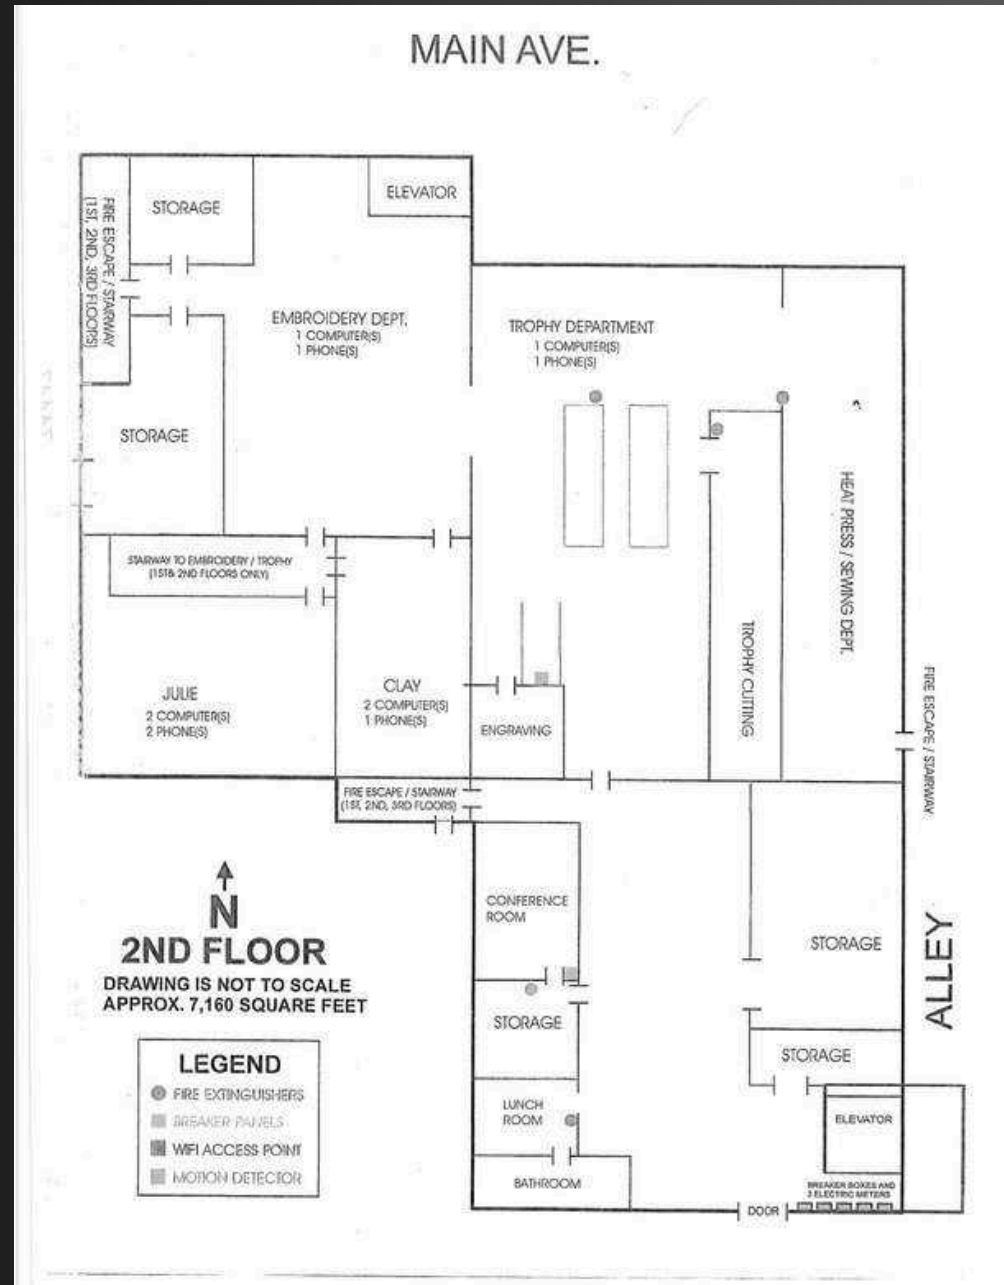 MAIN AVE.
FIRE ESCAPE / STAIRWAY
(1ST, 2ND, 3RD FLOORS)
STORAGE
ELEVATOR
EMBROIDERY DEPT.
1 COMPUTER(S)
1 PHONE(S)
TROPHY DEPARTMENT
1 COMPUTER(S)
1 PHONE(S)
STORAGE
HEAT PRESS / SEWING DEPT.
STAIRWAY TO EMBROIDERY / TROPHY
(1ST& 2ND FLOORS ONLY)
TROPHY CUTTING
JULIE
2 COMPUTER(S)
2 PHONE(S)
CLAY
2 COMPUTER(S)
1 PHONE(S)
ENGRAVING
FIRE ESCAPE / STAIRWAY
FIRE ESCAPE / STAIRWAY
(1ST, 2ND, 3RD FLOORS)
CONFERENCE
ROOM
STORAGE
ALLEY
STORAGE
STORAGE
LUNCH
ROOM
ELEVATOR
BATHROOM
BREAKER BOXES AND
3 ELECTRIC METERS
DOOR
N
2ND FLOOR
DRAWING IS NOT TO SCALE
APPROX. 7,160 SQUARE FEET
LEGEND
FIRE EXTINGUISHERS
BREAKER PANELS
WIFI ACCESS POINT
MOTION DETECTOR